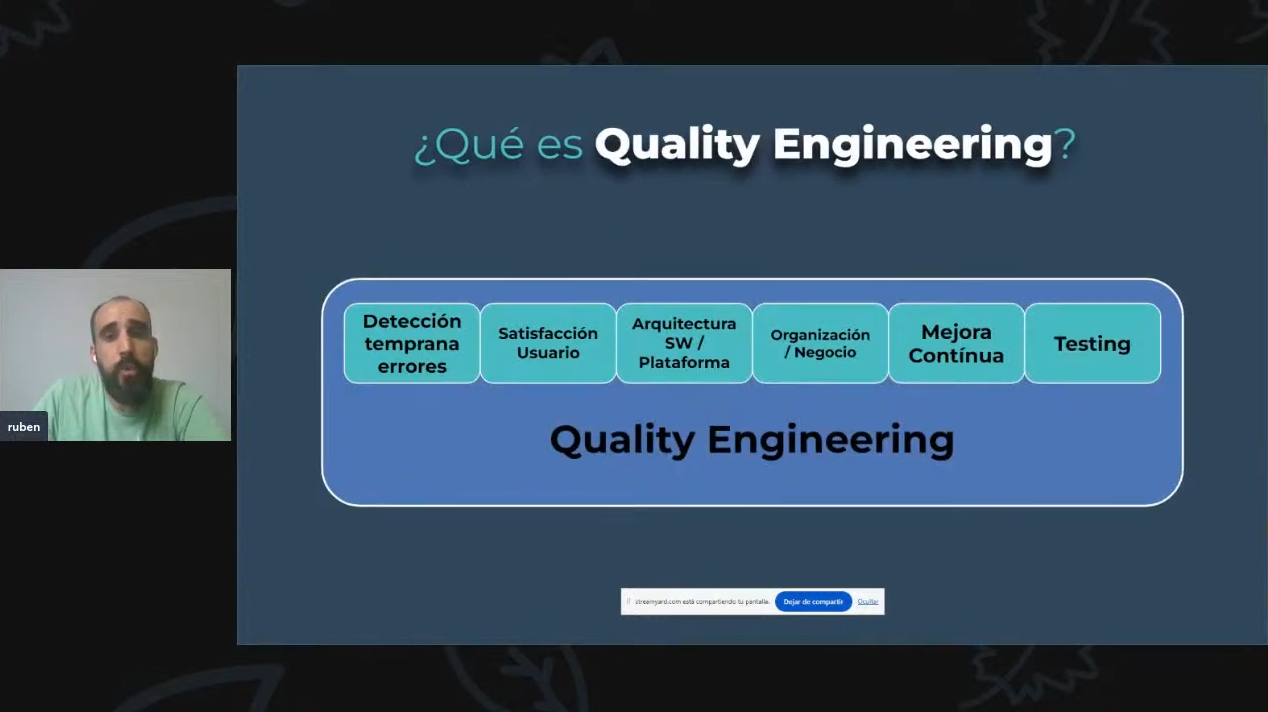 ¿Qué es Quality Engineering?
Detección
temprana
errores
Satisfacción
Usuario
Arquitectura
SW /
Plataforma
Organización
/ Negocio
Mejora
Contínua
Testing
Quality Engineering
ruben
streamyard.com está compartiendo tu pantalla. Dejar de compartir Ocultar